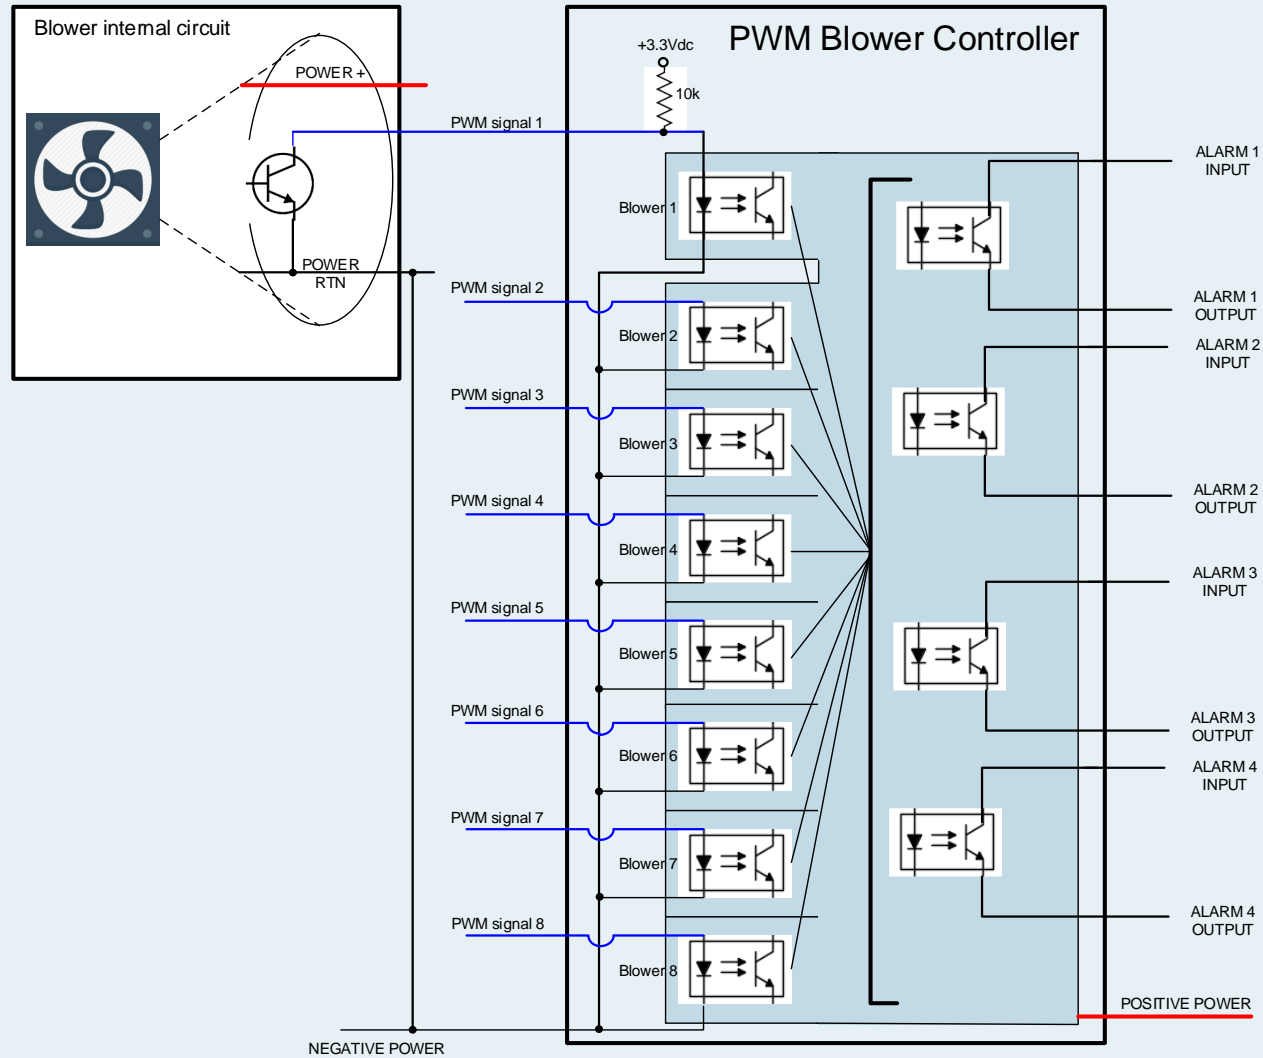 Blower internal circuit
PWM Blower Controller
+3.3Vdc
10k
POWER +
PWM signal 1
POWER
RTN
Blower 1
PWM signal 2
Blower 2
PWM signal 3
Blower 3
PWM signal 4
Blower 4
PWM signal 5
Blower 5
PWM signal 6
Blower 6
PWM signal 7
Blower 7
PWM signal 8
Blower 8
NEGATIVE POWER
ALARM 1
INPUT
ALARM 1
OUTPUT
ALARM 2
INPUT
ALARM 2
OUTPUT
ALARM 3
INPUT
ALARM 3
OUTPUT
ALARM 4
INPUT
ALARM 4
OUTPUT
POSITIVE POWER